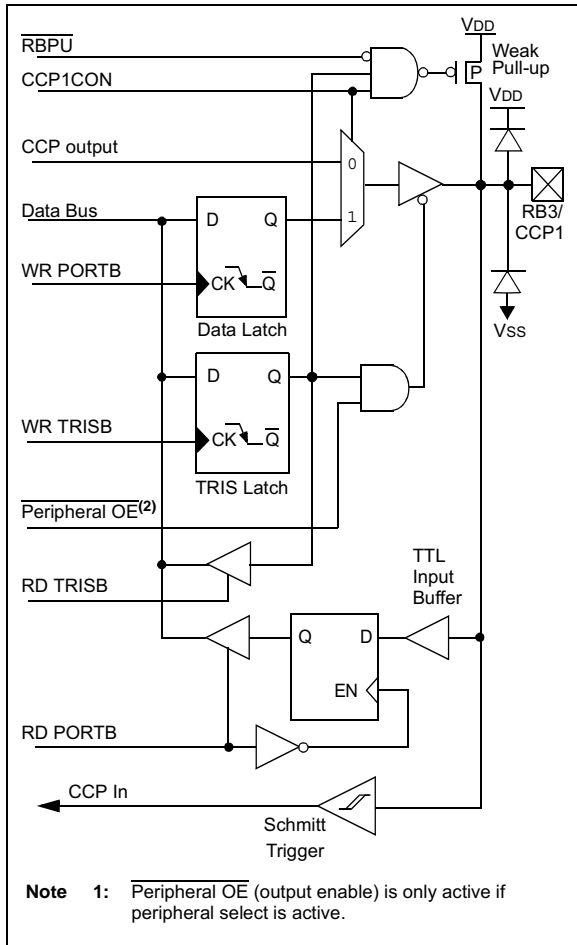 RBPU
VDD
Weak
Pull-up
P
CCP1CON
VDD
CCP output
0
Data Bus
D
Q
1
RB3/
CCP1
WR PORTB
CK
Q
Data Latch
VSS
D
Q
WR TRISB
CK
Q
TRIS Latch
Peripheral OE(2)
TTL
Input
Buffer
RD TRISB
Q
D
EN
RD PORTB
CCP In
Schmitt
Trigger
Note 1: Peripheral OE (output enable) is only active if
peripheral select is active.